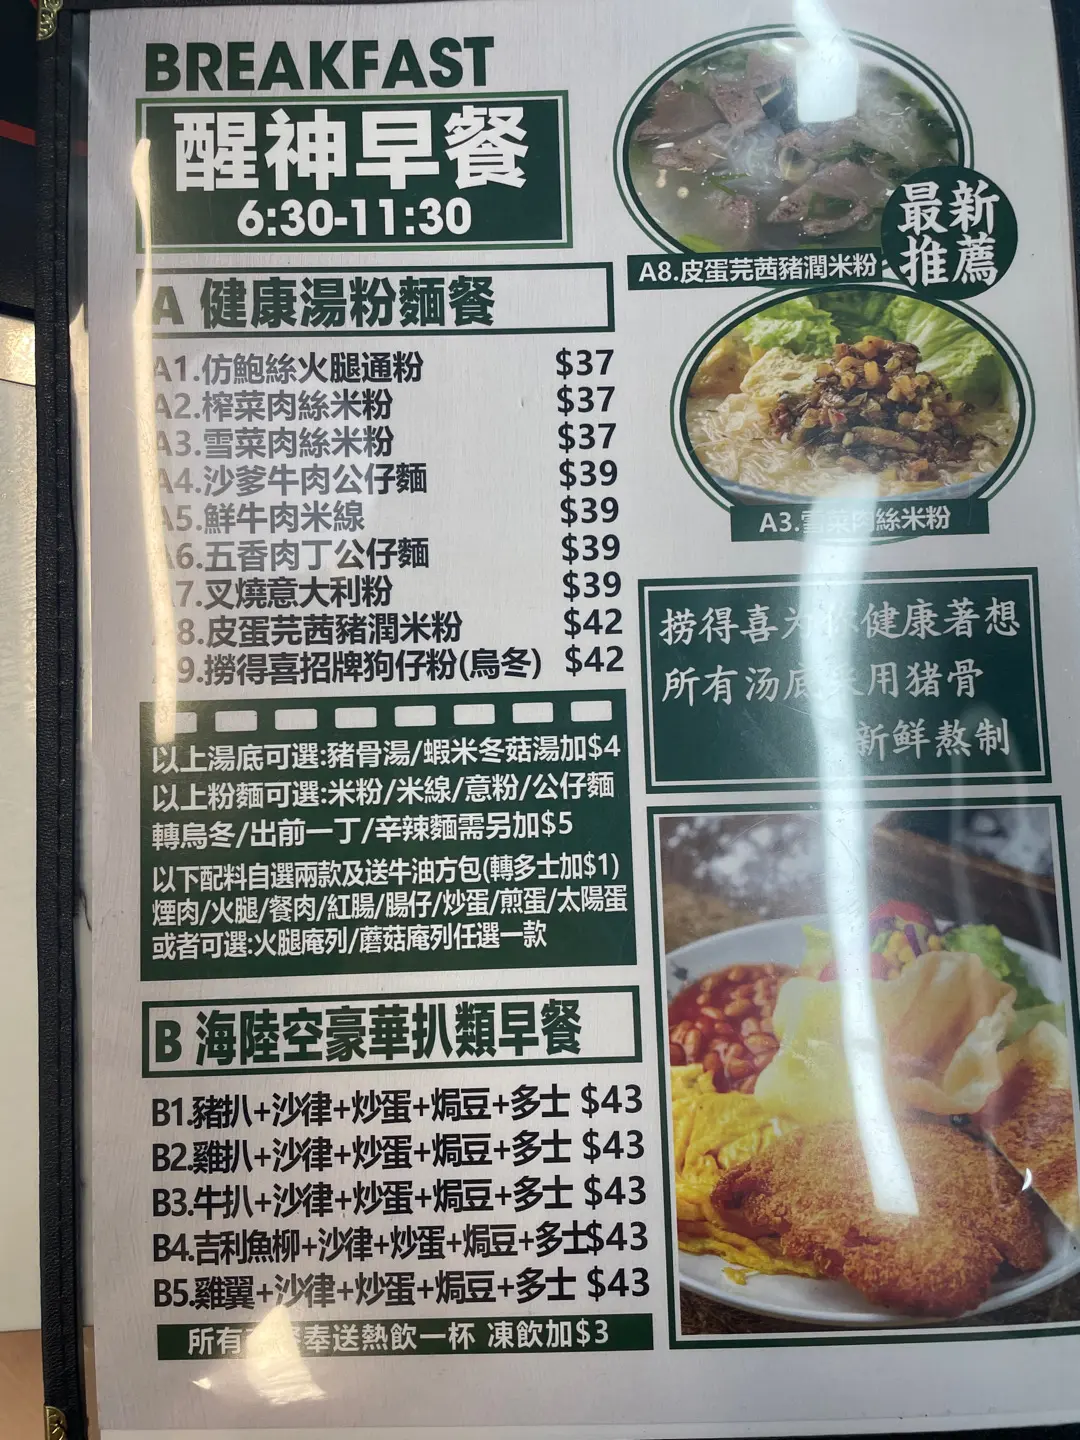 BREAKFAST
醒神早餐
6:30-11:30
A 健康湯粉麵餐
A1.仿鮑絲火腿通粉 $37
A2.榨菜肉絲米粉 $37
A3.雪菜肉絲米粉 $37
A4.沙爹牛肉公仔麵 $39
A5.鮮牛肉米線 $39
A6.五香肉丁公仔麵 $39
A7.叉燒意大利粉 $39
A8.皮蛋芫茜豬潤米粉 $42
A9.撈得喜招牌狗仔粉(烏冬) $42
以上湯底可選:豬骨湯/蝦米冬菇湯加$4
以上粉麵可選:米粉/米線/意粉/公仔麵
轉烏冬/出前一丁/辛辣麵需另加$5
以下配料自選兩款及送牛油方包(轉多士加$1)
煙肉/火腿/餐肉/紅腸/腸仔/炒蛋/煎蛋/太陽蛋
或者可選:火腿庵列/蘑菇庵列任選一款
B 海陸空豪華扒類早餐
B1.豬扒+沙律+炒蛋+焗豆+多士 $43
B2.雞扒+沙律+炒蛋+焗豆+多士 $43
B3.牛扒+沙律+炒蛋+焗豆+多士 $43
B4.吉利魚柳+沙律+炒蛋+焗豆+多士$43
B5.雞翼+沙律+炒蛋+焗豆+多士 $43
所有 奉送熱飲一杯 凍飲加$3
最新
推薦
A8.皮蛋芫茜豬潤米粉
A3.雪菜肉絲米粉
捞得喜为你健康著想
所有汤底采用猪骨
新鲜熬制